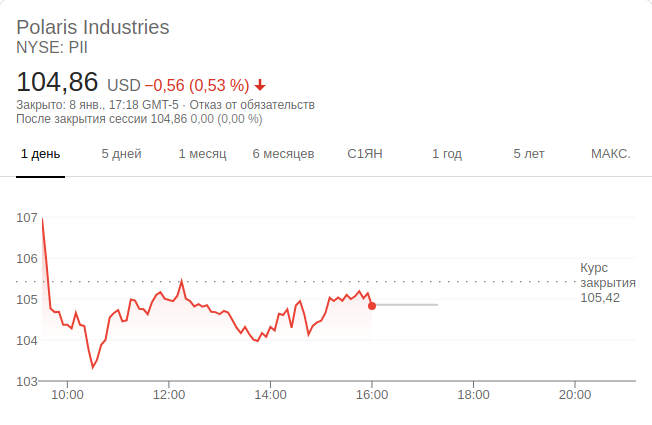 Polaris Industries
NYSE: PII
104,86 USD −0,56 (0,53 %)
Закрыто: 8 янв., 17:18 GMT-5 · Отказ от обязательств
После закрытия сессии 104,86 0,00 (0,00 %)
1 день 5 дней 1 месяц 6 месяцев С1ЯН 1 год 5 лет МАКС.
107
106
Курс
закрытия
105,42
105
104
103
10:00 12:00 14:00 16:00 18:00 20:00